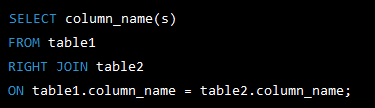 SELECT column_name(s)
FROM table1
RIGHT JOIN table2
ON table1.column_name = table2.column_name;